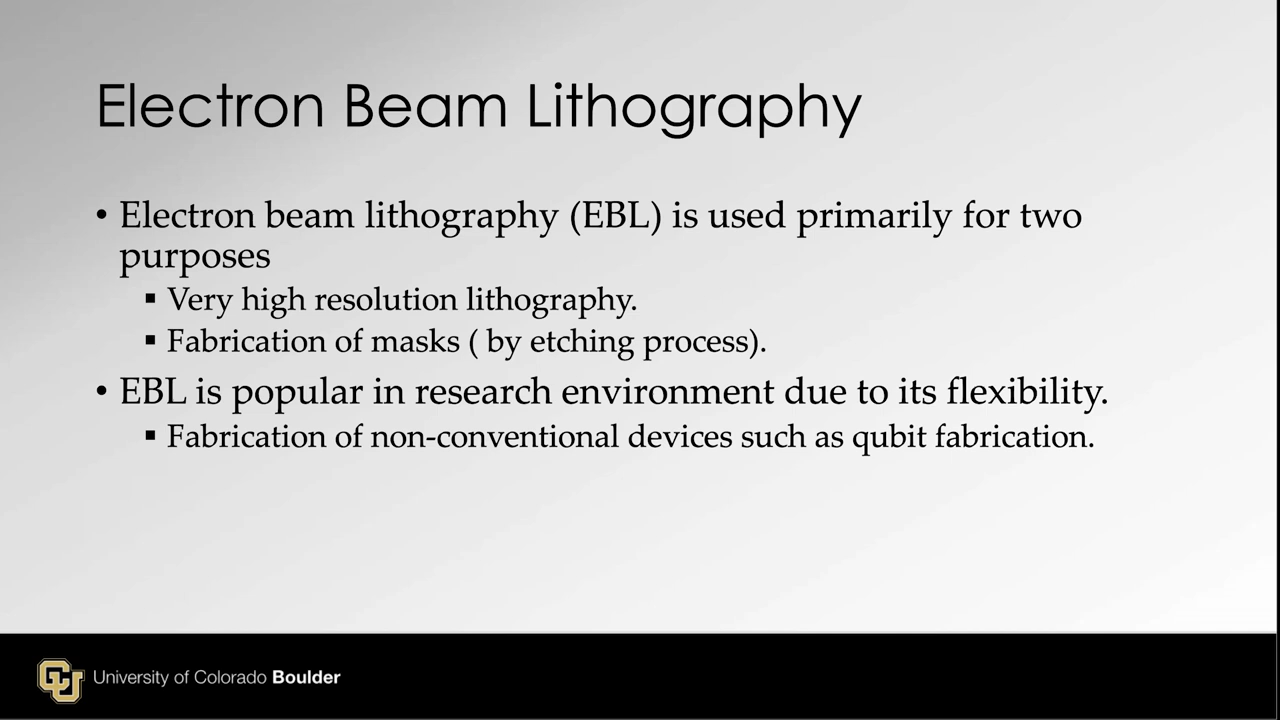 Electron Beam Lithography
• Electron beam lithography (EBL) is used primarily for two
purposes
▪ Very high resolution lithography.
▪ Fabrication of masks ( by etching process).
• EBL is popular in research environment due to its flexibility.
▪ Fabrication of non-conventional devices such as qubit fabrication.
CU University of Colorado Boulder